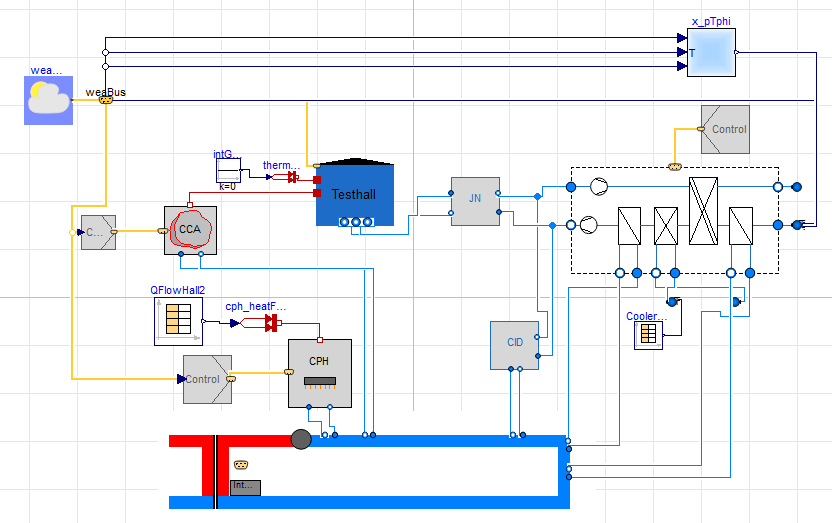 x_pTphi
T
wea...
weaBus
Control
intG...
therm...
k=0
Testhall
JN
C...
CCA
QFlowHall2
cph_heatF...
Cooler...
CID
CPH
Control
Int...